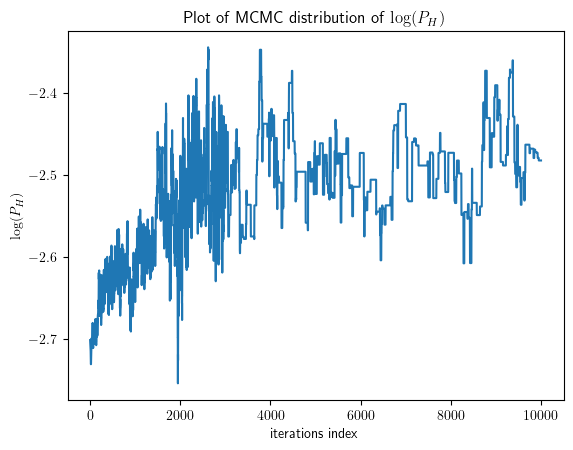 Plot of MCMC distribution of log(P_H)
log(P_H)
−2.4
−2.5
−2.6
−2.7
0 2000 4000 6000 8000 10000
iterations index